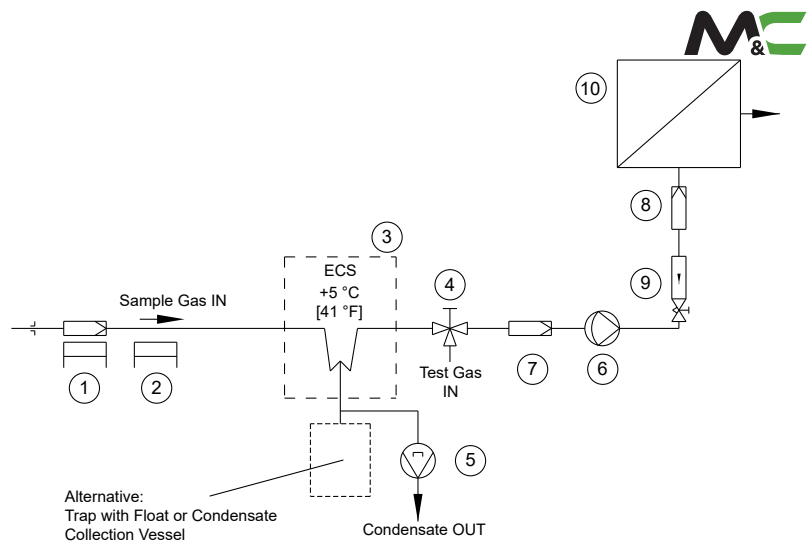 M&C
10
8
3
ECS
+5 °C
[41 °F]
4
9
Sample Gas IN
Test Gas
IN
1
2
7
6
5
Alternative:
Trap with Float or Condensate
Collection Vessel
Condensate OUT